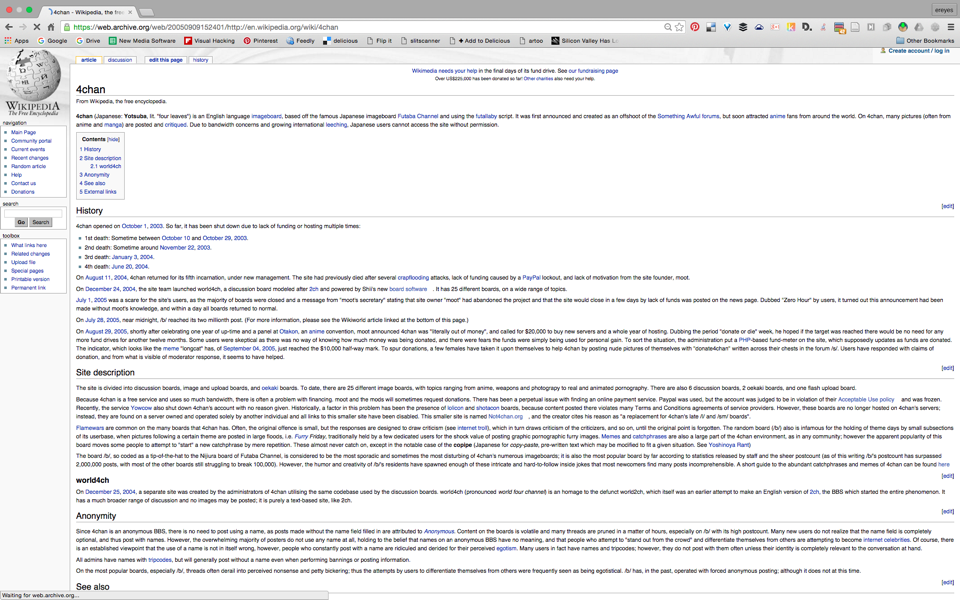 4chan - Wikipedia, the free
ereyes
https://web.archive.org/web/20050909152401/http://en.wikipedia.org/wiki/4chan
Apps Google Drive New Media Software Visual Hacking Pinterest Feedly delicious Flip it slitscanner + Add to Delicious artoo Silicon Valley Has Lo Other Bookmarks
Create account / log in
article discussion edit this page history
Wikimedia needs your help in the final days of its fund drive. See our fundraising page
Over US$225,000 has been donated so far! Other charities also need your help.
4chan
From Wikipedia, the free encyclopedia.
4chan (Japanese: Yotsuba, lit. "four leaves") is an English language imageboard, based off the famous Japanese imageboard Futaba Channel and using the futallaby script. It was first announced and created as an offshoot of the Something Awful forums, but soon attracted anime fans from around the world. On 4chan, many pictures (often from
anime and manga) are posted and critiqued. Due to bandwidth concerns and growing international leeching, Japanese users cannot access the site without permission.
Contents [hide]
1 History
2 Site description
2.1 world4ch
3 Anonymity
4 See also
5 External links
WIKIPEDIA
The Free Encyclopedia
navigation
Main Page
Community portal
Current events
Recent changes
Random article
Help
Contact us
Donations
search
Go Search
toolbox
What links here
Related changes
Upload file
Special pages
Printable version
Permanent link
[edit]
History
4chan opened on October 1, 2003. So far, it has been shut down due to lack of funding or hosting multiple times:
1st death: Sometime between October 10 and October 29, 2003.
2nd death: Sometime around November 22, 2003.
3rd death: January 3, 2004.
4th death: June 20, 2004.
On August 11, 2004, 4chan returned for its fifth incarnation, under new management. The site had previously died after several crapflooding attacks, lack of funding caused by a PayPal lockout, and lack of motivation from the site founder, moot.
On December 24, 2004, the site team launched world4ch, a discussion board modeled after 2ch and powered by Shii's new board software . It has 25 different boards, on a wide range of topics.
July 1, 2005 was a scare for the site's users, as the majority of boards were closed and a message from "moot's secretary" stating that site owner "moot" had abandoned the project and that the site would close in a few days by lack of funds was posted on the news page. Dubbed "Zero Hour" by users, it turned out this announcement had been
made without moot's knowledge, and within a day all boards returned to normal.
On July 28, 2005, near midnight, /b/ reached its two millionth post. (For more information, please see the Wikiworld article linked at the bottom of this page.)
On August 29, 2005, shortly after celebrating one year of up-time and a panel at Otakon, an anime convention, moot announced 4chan was "literally out of money", and called for $20,000 to buy new servers and a whole year of hosting. Dubbing the period "donate or die" week, he hoped if the target was reached there would be no need for any
more fund drives for another twelve months. Some users were skeptical as there was no way of knowing how much money was being donated, and there were fears the funds were simply being used for personal gain. To sort the situation, the administration put a PHP-based fund-meter on the site, which supposedly updates as funds are donated.
The indicator, which looks like the meme "longcat" has, of September 04, 2005, just reached the $10,000 half-way mark. To spur donations, a few females have taken it upon themselves to help 4chan by posting nude pictures of themselves with "donate4chan" written across their chests in the forum /s/. Users have responded with claims of
donation, and from what is visible of moderator response, it seems to have helped.
[edit]
Site description
The site is divided into discussion boards, image and upload boards, and oekaki boards. To date, there are 25 different image boards, with topics ranging from anime, weapons and photograpy to real and animated pornography. There are also 6 discussion boards, 2 oekaki boards, and one flash upload board.
Because 4chan is a free service and uses so much bandwidth, there is often a problem with financing. moot and the mods will sometimes request donations. There has been a perpetual issue with finding an online payment service. Paypal was used, but the account was judged to be in violation of their Acceptable Use policy and was frozen.
Recently, the service Yowcow also shut down 4chan's account with no reason given. Historically, a factor in this problem has been the presence of lolicon and shotacon boards, because content posted there violates many Terms and Conditions agreements of service providers. However, these boards are no longer hosted on 4chan's servers;
instead, they are found on a server owned and operated solely by another individual and all links to this smaller site have been disabled. This smaller site is named Not4chan.org , and the creator cites his reason as "a replacement for 4chan's late /l/ and /sm/ boards".
Flamewars are common on the many boards that 4chan has. Often, the original offence is small, but the responses are designed to draw criticism (see internet troll), which in turn draws criticism of the criticizers, and so on, until the original point is forgotten. The random board (/b/) also is infamous for the holding of theme days by small subsections
of its userbase, when pictures following a certain theme are posted in large floods, i.e. Furry Friday, traditionally held by a few dedicated users for the shock value of posting graphic pornographic furry images. Memes and catchphrases are also a large part of the 4chan environment, as in any community; however the apparent popularity of this
board moves some people to attempt to "start" a new catchphrase by mere repetition. These almost never catch on, except in the notable case of the copipe (Japanese for copy-paste, pre-written text which may be modified to fit a given situation. See Yoshinoya Rant)
The board /b/, so coded as a tip-of-the-hat to the Nijiura board of Futaba Channel, is considered to be the most sporadic and sometimes the most disturbing of 4chan's numerous imageboards; it is also the most popular board by far according to statistics released by staff and the sheer postcount (as of this writing /b/'s postcount has surpassed
2,000,000 posts, with most of the other boards still struggling to break 100,000). However, the humor and creativity of /b/'s residents have spawned enough of these intricate and hard-to-follow inside jokes that most newcomers find many posts incomprehensible. A short guide to the abundant catchphrases and memes of 4chan can be found here
[edit]
world4ch
On December 25, 2004, a separate site was created by the administrators of 4chan utilising the same codebase used by the discussion boards. world4ch (pronounced world four channel) is an homage to the defunct world2ch, which itself was an earlier attempt to make an English version of 2ch, the BBS which started the entire phenomenon. It
has a much broader range of discussion and no images may be posted; it is purely a text-based site, like 2ch.
[edit]
Anonymity
Since 4chan is an anonymous BBS, there is no need to post using a name, as posts made without the name field filled in are attributed to Anonymous. Content on the boards is volatile and many threads are pruned in a matter of hours, especially on /b/ with its high postcount. Many new users do not realize that the name field is completely
optional, and thus post with names. However, the overwhelming majority of posters do not use any name at all, holding to the belief that names on an anonymous BBS have no meaning, and that people who attempt to "stand out from the crowd" and differentiate themselves from others are attempting to become internet celebrities. Of course, there
is an established viewpoint that the use of a name is not in itself wrong, however, people who constantly post with a name are ridiculed and derided for their perceived egotism. Many users in fact have names and tripcodes; however, they do not post with them often unless their identity is completely relevant to the conversation at hand.
All admins have names with tripcodes, but will generally post without a name even when performing bannings or posting information.
On the most popular boards, especially /b/, threads often derail into perceived nonsense and petty bickering; thus the attempts by users to differentiate themselves from others were frequently seen as being egotistical. /b/ has, in the past, operated with forced anonymous posting; although it does not at this time.
[edit]
See also
Waiting for web.archive.org...